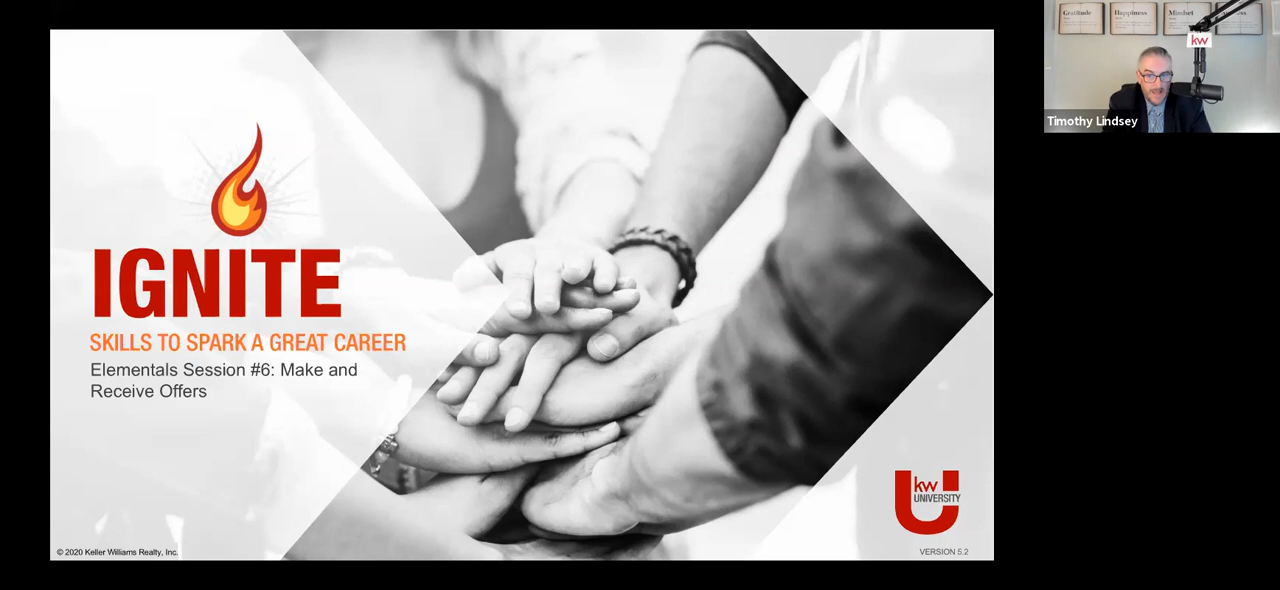 IGNITE
SKILLS TO SPARK A GREAT CAREER
Elementals Session #6: Make and
Receive Offers
kw
UNIVERSITY
© 2020 Keller Williams Realty, Inc.
VERSION 5.2
Gratitude
Happiness
Mindset
kw
Timothy Lindsey